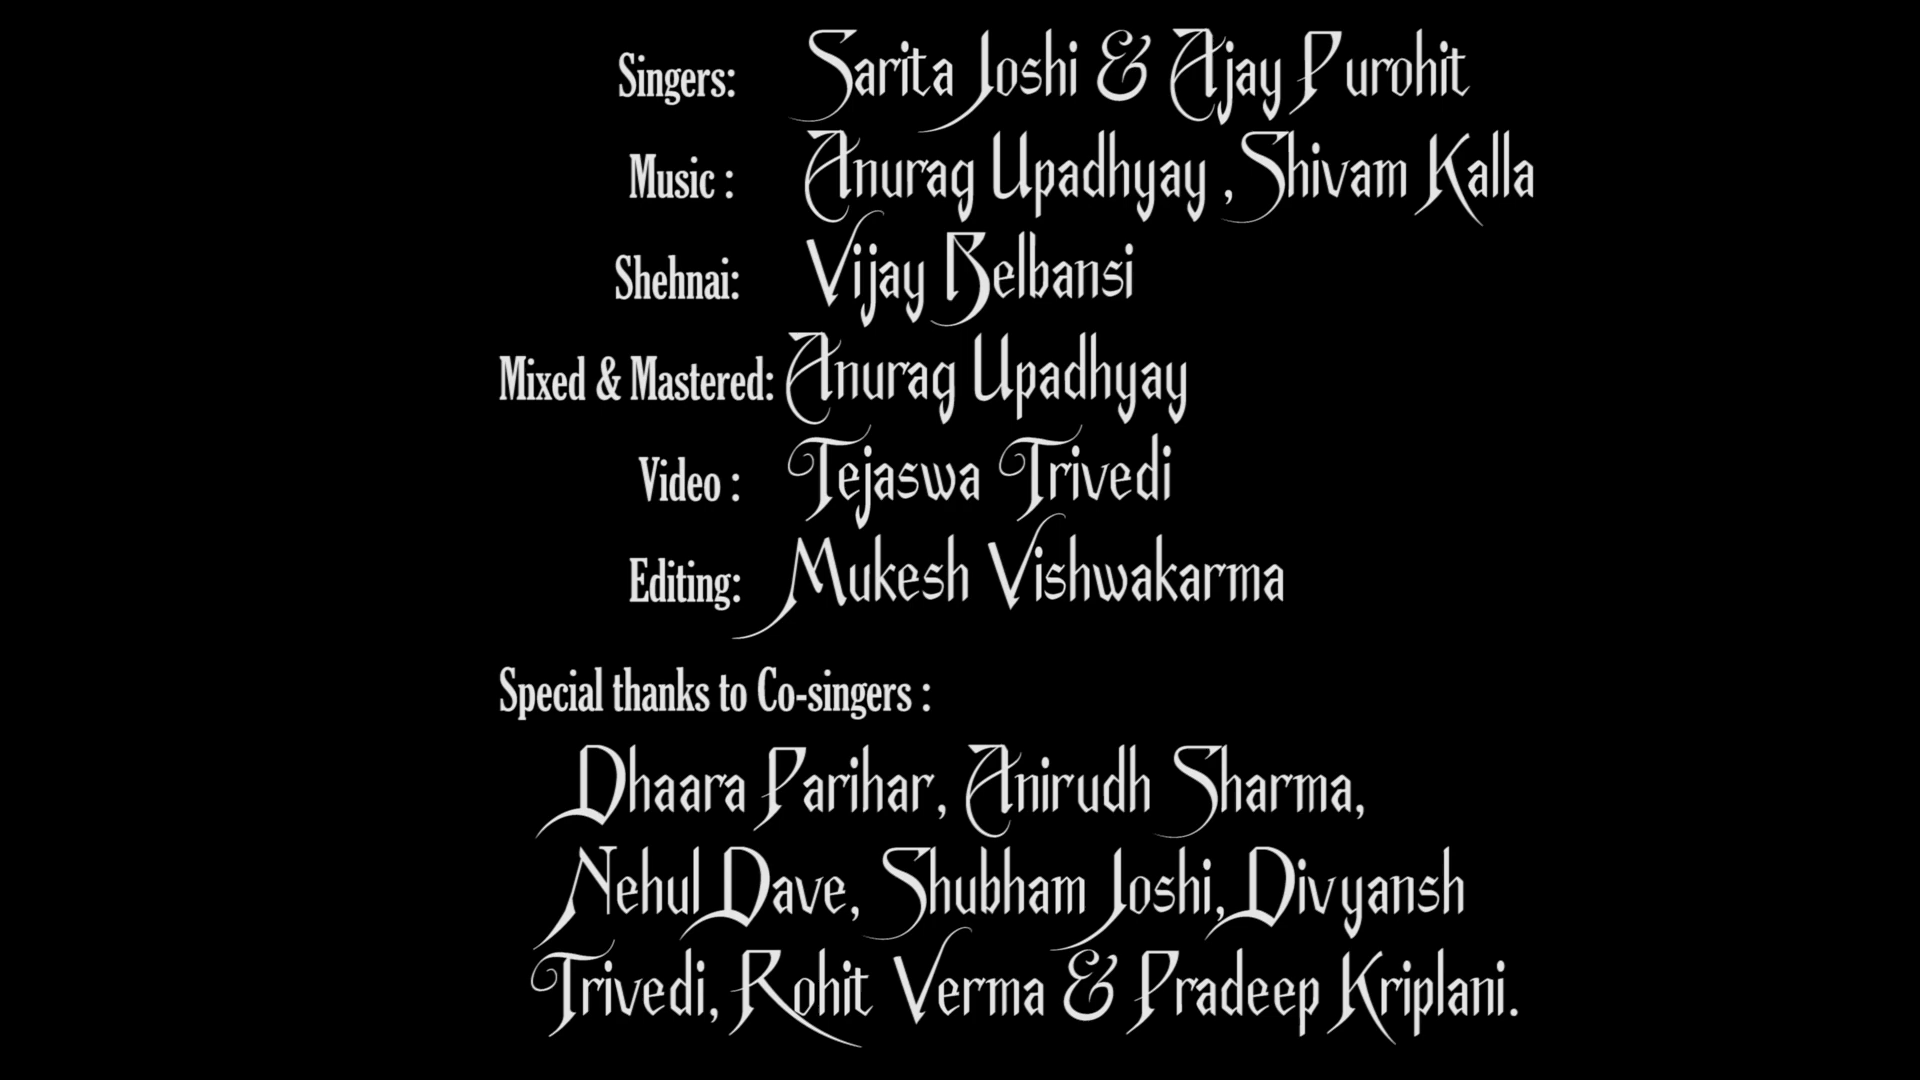 Singers: Sarita Joshi & Ajay Purohit
Music : Anurag Upadhyay ,Shivam Kalla
Shehnai: Vijay Belbansi
Mixed & Mastered: Anurag Upadhyay
Video : Tejaswa Trivedi
Editing: Mukesh Vishwakarma
Special thanks to Co-singers :
Dhaara Parihar, Anirudh Sharma,
Nehul Dave, Shubham Joshi, Divyansh
Trivedi, Rohit Verma & Pradeep Kriplani.